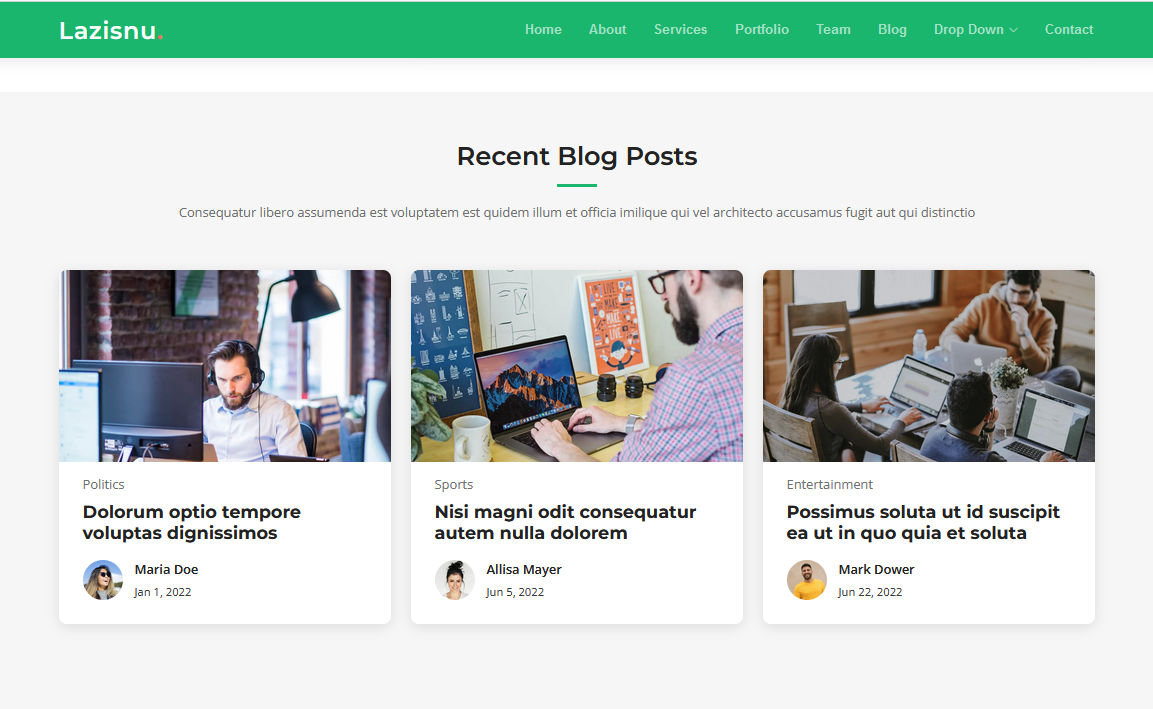 Lazisnu.
Home About Services Portfolio Team Blog Drop Down Contact
Recent Blog Posts
Consequatur libero assumenda est voluptatem est quidem illum et officia imilique qui vel architecto accusamus fugit aut qui distinctio
Politics
Dolorum optio tempore
voluptas dignissimos
Maria Doe
Jan 1, 2022
Sports
Nisi magni odit consequatur
autem nulla dolorem
Allisa Mayer
Jun 5, 2022
Entertainment
Possimus soluta ut id suscipit
ea ut in quo quia et soluta
Mark Dower
Jun 22, 2022